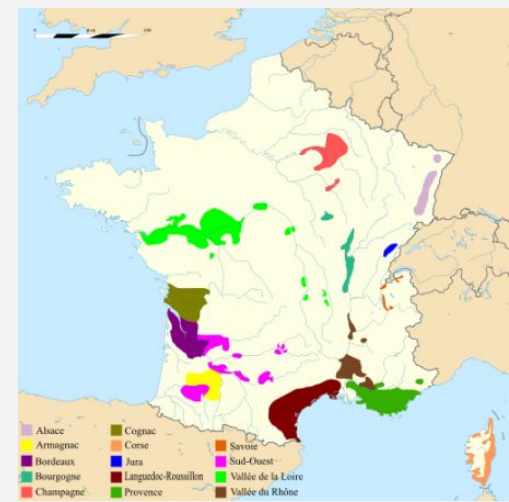 Alsace
Armagnac
Bordeaux
Bourgogne
Champagne
Cognac
Corse
Jura
Languedoc-Roussillon
Provence
Savoie
Sud-Ouest
Vallée de la Loire
Vallée du Rhône